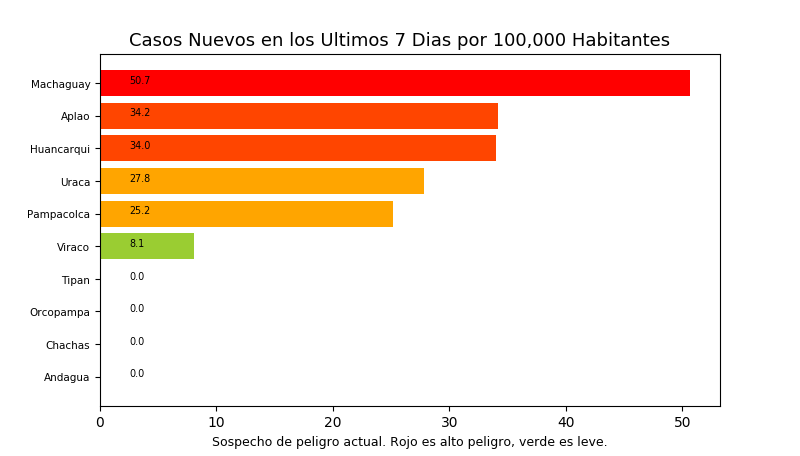 Casos Nuevos en los Ultimos 7 Dias por 100,000 Habitantes
Machaguay 50.7
Aplao 34.2
Huancarqui 34.0
Uraca 27.8
Pampacolca 25.2
Viraco 8.1
Tipan 0.0
Orcopampa 0.0
Chachas 0.0
Andagua 0.0
0 10 20 30 40 50
Sospecho de peligro actual. Rojo es alto peligro, verde es leve.